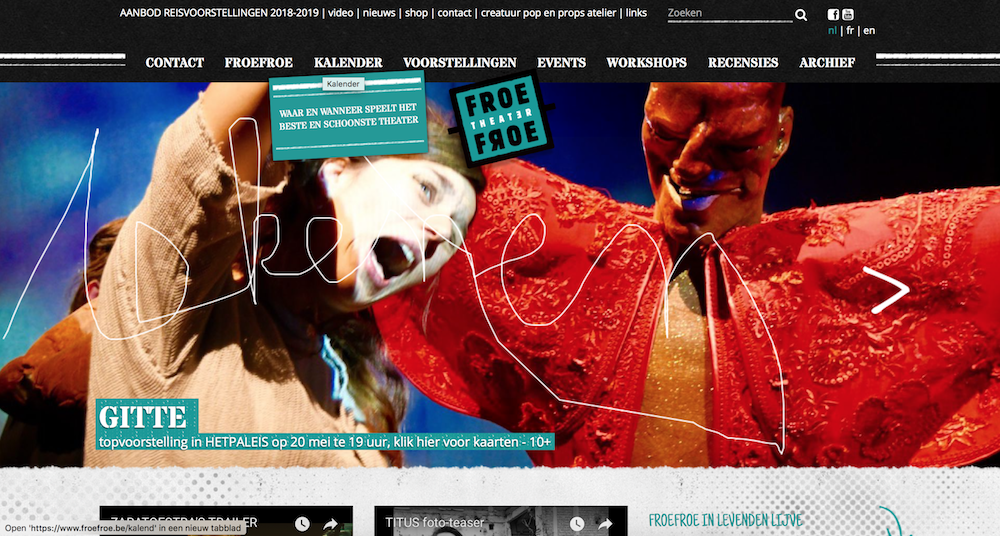 AANBOD REISVOORSTELLINGEN 2018-2019 | video | nieuws | shop | contact | creatuur pop en props atelier | links
Zoeken
nl | fr | en
CONTACT FROEFROE KALENDER VOORSTELLINGEN EVENTS WORKSHOPS RECENSIES ARCHIEF
Kalender
WAAR EN WANNEER SPEELT HET
BESTE EN SCHOONSTE THEATER
FROE
THEATER
FROE
GITTE
topvoorstelling in HETPALEIS op 20 mei te 19 uur, klik hier voor kaarten - 10+
TITUS foto-teaser
FROEFROE IN LEVENDEN LIJVE
Open 'https://www.froefroe.be/kalend' in een nieuw tabblad